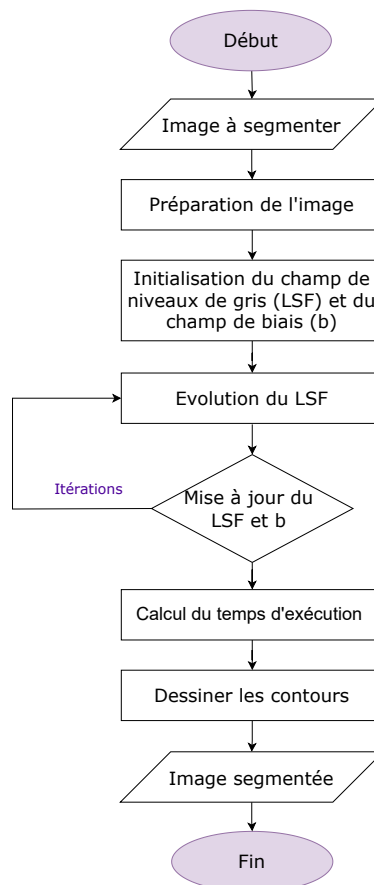 Début
Image à segmenter
Préparation de l'image
Initialisation du champ de
niveaux de gris (LSF) et du
champ de biais (b)
Evolution du LSF
Itérations
Mise à jour du
LSF et b
Calcul du temps d'exécution
Dessiner les contours
Image segmentée
Fin